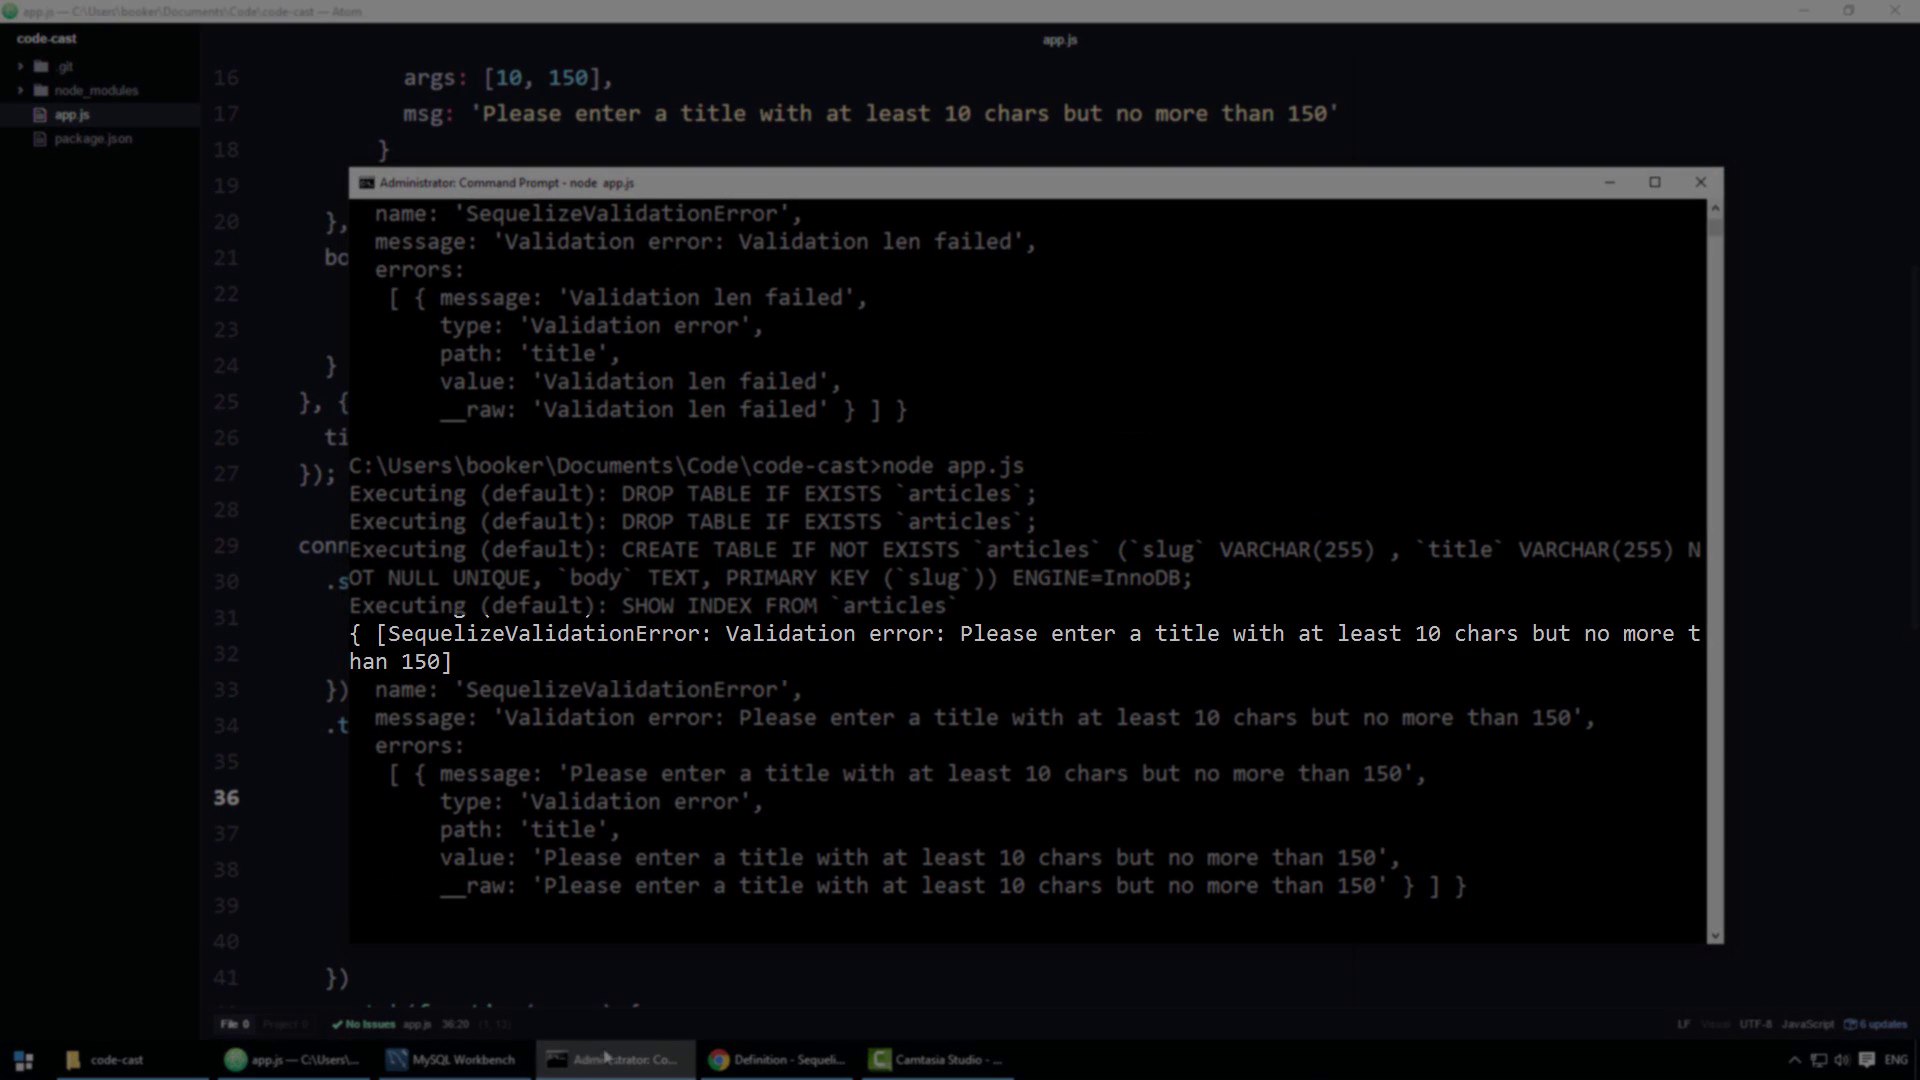 app.js — C:\Users\booker\Documents\Code\code-cast — Atom
code-cast
.git
node_modules
app.js
package.json
app.js
16 args: [10, 150],
17 msg: 'Please enter a title with at least 10 chars but no more than 150'
18 }
19
20 },
21 bo
22
23
24 }
25 }, {
26 ti
27 });
28
29 conn
30 .s
31
32
33 })
34 .t
35
36
37
38
39
40
41 })
Administrator: Command Prompt - node app.js
name: 'SequelizeValidationError',
message: 'Validation error: Validation len failed',
errors:
[ { message: 'Validation len failed',
type: 'Validation error',
path: 'title',
value: 'Validation len failed',
__raw: 'Validation len failed' } ] }
C:\Users\booker\Documents\Code\code-cast>node app.js
Executing (default): DROP TABLE IF EXISTS `articles`;
Executing (default): DROP TABLE IF EXISTS `articles`;
Executing (default): CREATE TABLE IF NOT EXISTS `articles` (`slug` VARCHAR(255) , `title` VARCHAR(255) N
OT NULL UNIQUE, `body` TEXT, PRIMARY KEY (`slug`)) ENGINE=InnoDB;
Executing (default): SHOW INDEX FROM `articles`
{ [SequelizeValidationError: Validation error: Please enter a title with at least 10 chars but no more t
han 150]
name: 'SequelizeValidationError',
message: 'Validation error: Please enter a title with at least 10 chars but no more than 150',
errors:
[ { message: 'Please enter a title with at least 10 chars but no more than 150',
type: 'Validation error',
path: 'title',
value: 'Please enter a title with at least 10 chars but no more than 150',
__raw: 'Please enter a title with at least 10 chars but no more than 150' } ] }
File 0 Project 0 No Issues app.js 36:20 LF UTF-8 JavaScript 6 updates
code-cast app.js — C:\Users\... MySQL Workbench Administrator: Co... Definition - Sequeli... Camtasia Studio - ... ENG